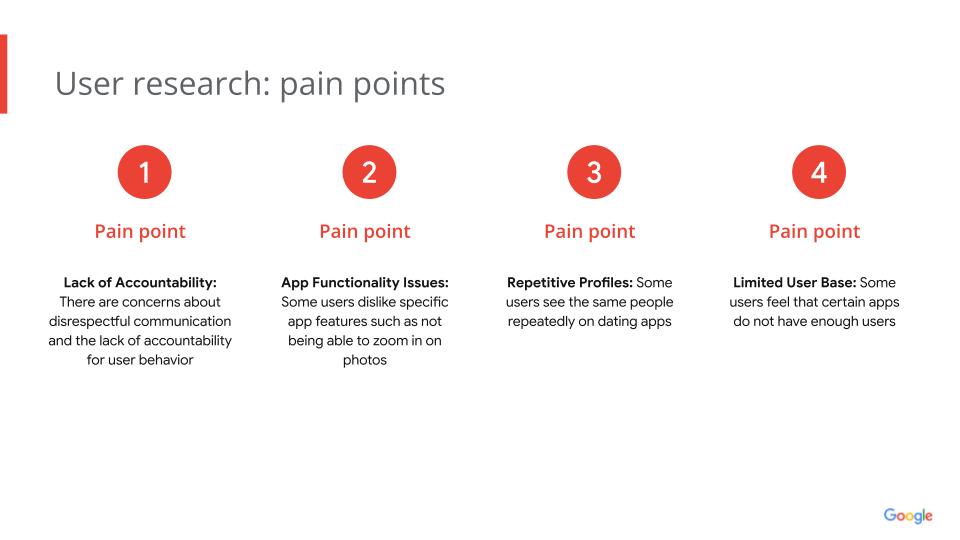 User research: pain points
1
Pain point
Lack of Accountability:
There are concerns about
disrespectful communication
and the lack of accountability
for user behavior
2
Pain point
App Functionality Issues:
Some users dislike specific
app features such as not
being able to zoom in on
photos
3
Pain point
Repetitive Profiles: Some
users see the same people
repeatedly on dating apps
4
Pain point
Limited User Base: Some
users feel that certain apps
do not have enough users
Google